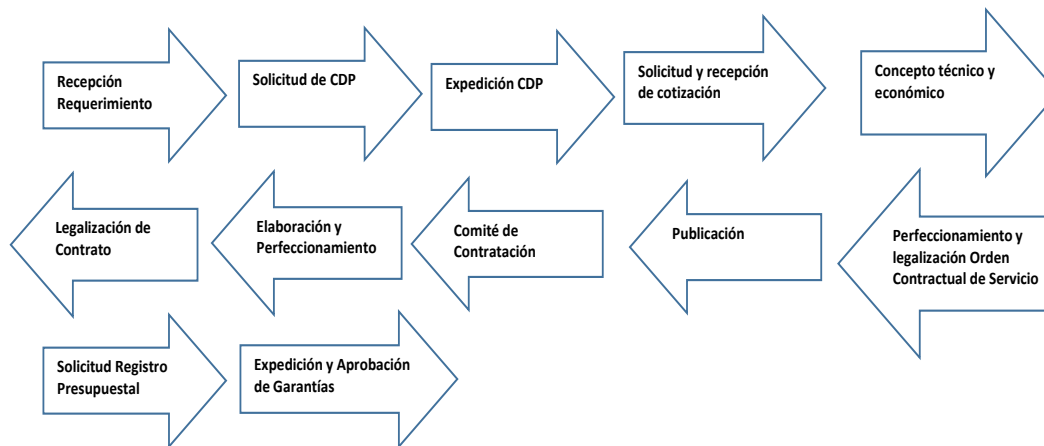 Recepción
Requerimiento
Solicitud de CDP
Expedición CDP
Solicitud y recepción
de cotización
Concepto técnico y
económico
Legalización de
Contrato
Elaboración y
Perfeccionamiento
Comité de
Contratación
Publicación
Perfeccionamiento y
legalización Orden
Contractual de Servicio
Solicitud Registro
Presupuestal
Expedición y Aprobación
de Garantías